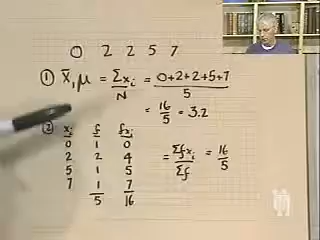 0 2 2 5 7
① x̄, μ = Σxᵢ/N = 0+2+2+5+7/5
= 16/5 = 3.2
② xᵢ f fxᵢ
0 1 0
2 2 4
5 1 5
7 1 7
5 16
= Σfxᵢ/Σf = 16/5